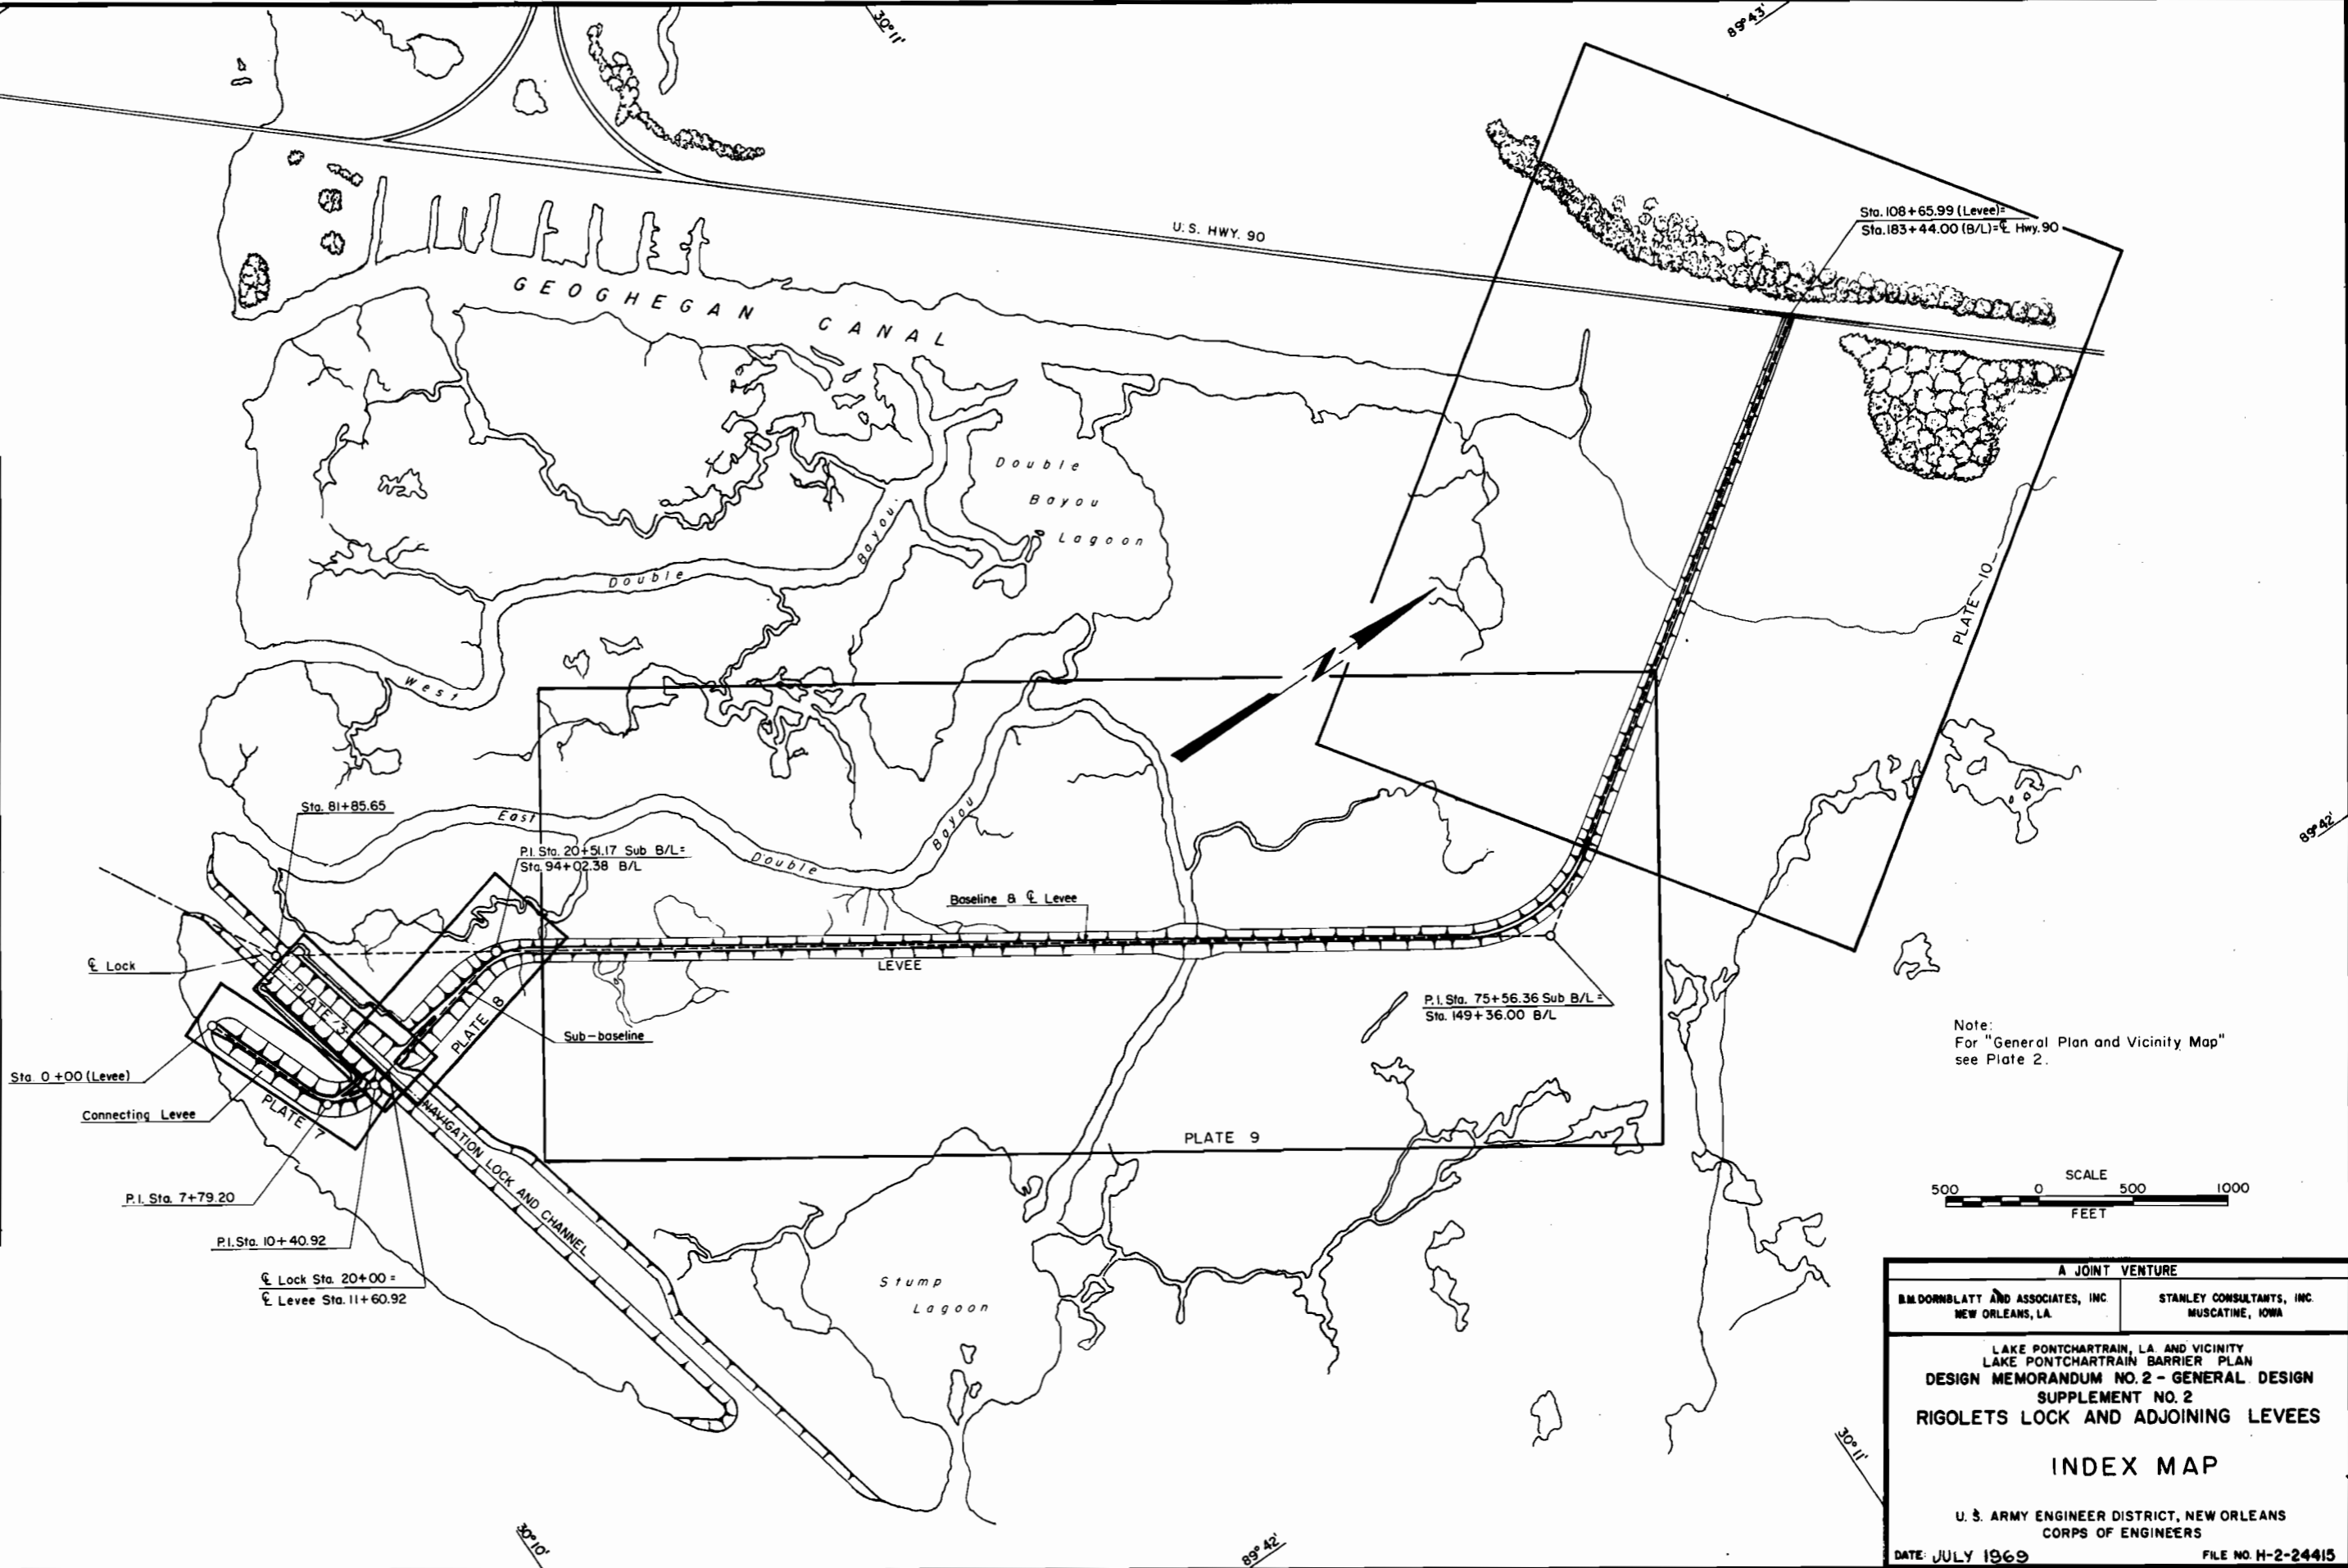 30°11'
89°43'
U.S. HWY. 90
Sta. 108+65.99 (Levee)=
Sta. 183+44.00 (B/L)=℄ Hwy. 90
GEOGHEGAN CANAL
Double
Bayou
Lagoon
Double Bayou
West
PLATE 10
N
89°42'
Sta. 81+85.65
East Double Bayou
P.I. Sta. 20+51.17 Sub B/L=
Sta. 94+02.38 B/L
Baseline & ℄ Levee
℄ Lock
LEVEE
PLATE 3
PLATE 8
Sub-baseline
P.I. Sta. 75+56.36 Sub B/L=
Sta. 149+36.00 B/L
Note:
For "General Plan and Vicinity Map"
see Plate 2.
Sta. 0+00 (Levee)
Connecting Levee
PLATE 7
NAVIGATION LOCK AND CHANNEL
PLATE 9
P.I. Sta. 7+79.20
P.I. Sta. 10+40.92
℄ Lock Sta. 20+00 =
℄ Levee Sta. 11+60.92
Stump
Lagoon
SCALE
500 0 500 1000
FEET
30°10'
89°42'
30°11'
A JOINT VENTURE
B.M. DORNBLATT AND ASSOCIATES, INC.
NEW ORLEANS, LA.
STANLEY CONSULTANTS, INC.
MUSCATINE, IOWA
LAKE PONTCHARTRAIN, LA. AND VICINITY
LAKE PONTCHARTRAIN BARRIER PLAN
DESIGN MEMORANDUM NO. 2 - GENERAL DESIGN
SUPPLEMENT NO. 2
RIGOLETS LOCK AND ADJOINING LEVEES
INDEX MAP
U. S. ARMY ENGINEER DISTRICT, NEW ORLEANS
CORPS OF ENGINEERS
DATE: JULY 1969
FILE NO. H-2-24415